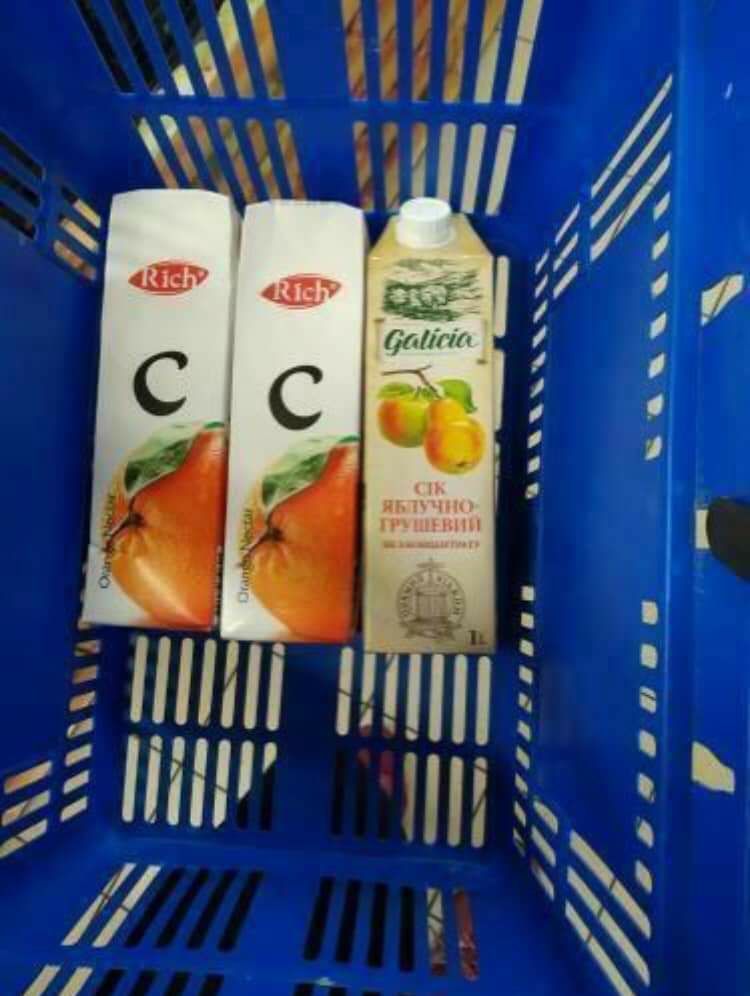 Rich
C
Orange Nectar
Rich
C
Orange Nectar
Galicia
СІК
ЯБЛУЧНО-
ГРУШЕВИЙ
1L